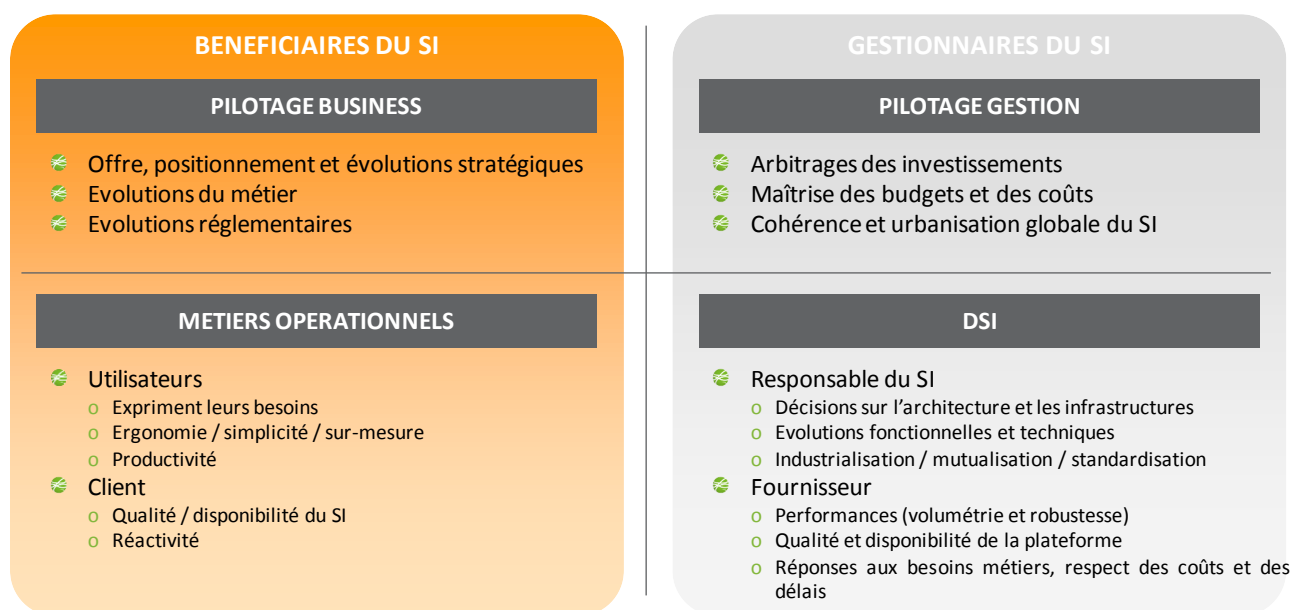 BENEFICIAIRES DU SI
PILOTAGE BUSINESS
Offre, positionnement et évolutions stratégiques
Evolutions du métier
Evolutions réglementaires
METIERS OPERATIONNELS
Utilisateurs
o Expriment leurs besoins
o Ergonomie / simplicité / sur-mesure
o Productivité
Client
o Qualité / disponibilité du SI
o Réactivité
GESTIONNAIRES DU SI
PILOTAGE GESTION
Arbitrages des investissements
Maîtrise des budgets et des coûts
Cohérence et urbanisation globale du SI
DSI
Responsable du SI
o Décisions sur l’architecture et les infrastructures
o Evolutions fonctionnelles et techniques
o Industrialisation / mutualisation / standardisation
Fournisseur
o Performances (volumétrie et robustesse)
o Qualité et disponibilité de la plateforme
o Réponses aux besoins métiers, respect des coûts et des
délais